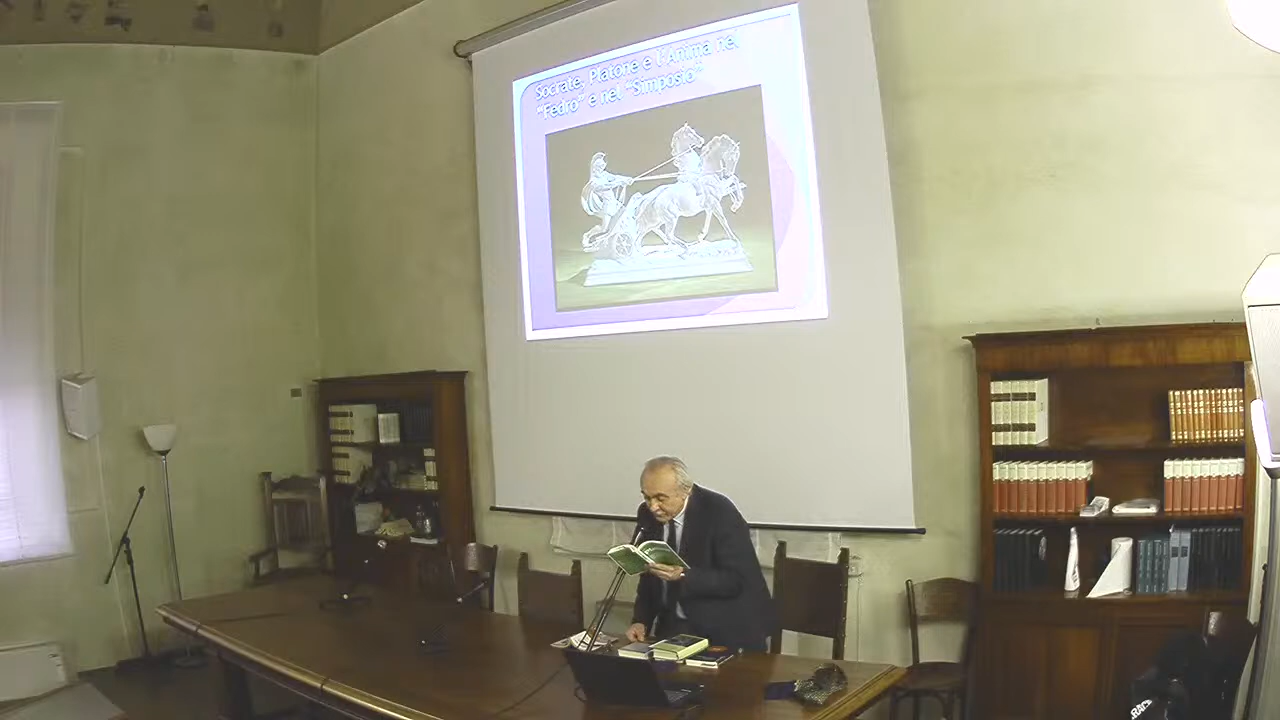 Socrate, Platone e l'Anima nel
"Fedro" e nel "Simposio"